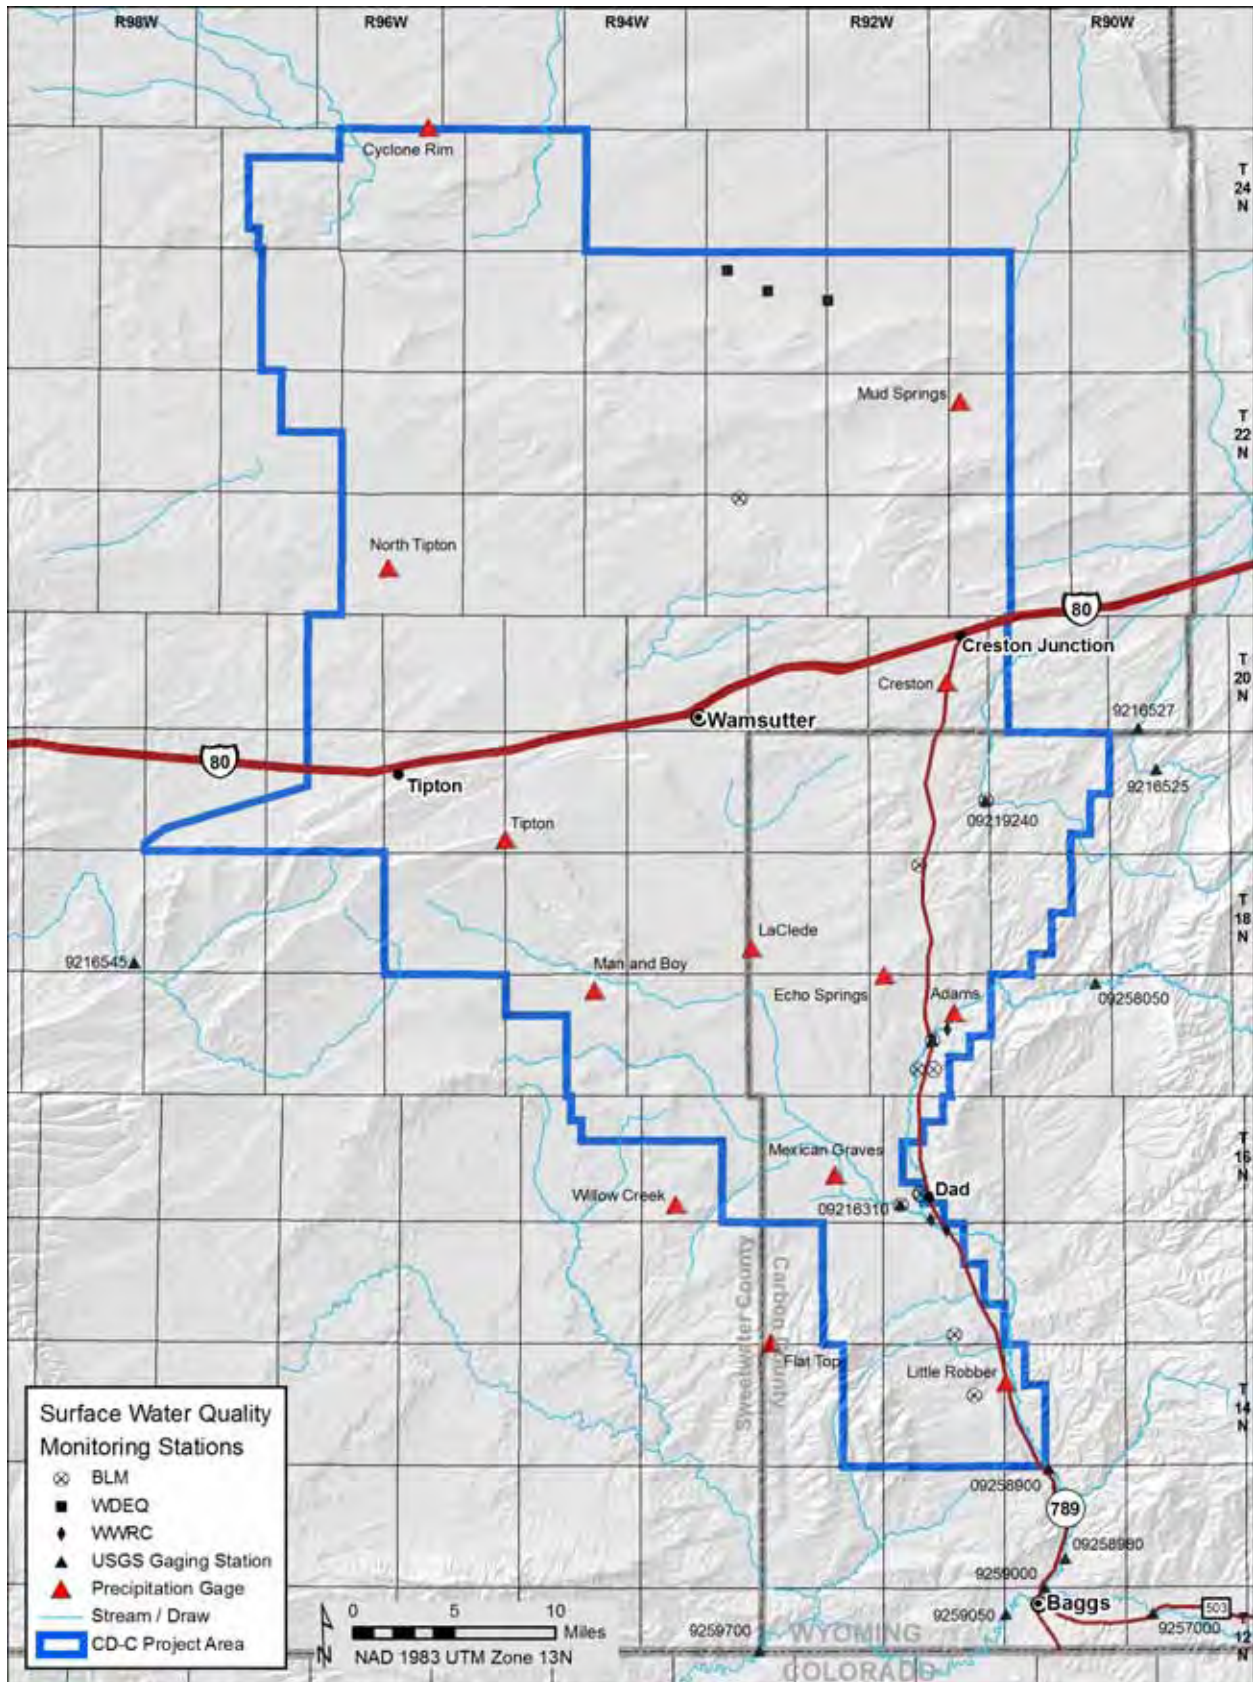 R98W
R96W
R94W
R92W
R90W
Cyclone Rim
T
24
N
Mud Springs
T
22
N
North Tipton
80
Creston Junction
T
20
N
Creston
Wamsutter
9216527
80
Tipton
9216525
09219240
Tipton
T
18
N
LaClede
9216545
Man and Boy
Echo Springs
Adams
09258050
Mexican Graves
T
16
N
Willow Creek
Dad
09216310
Sweetwater County
Carbon County
Flat Top
Little Robber
T
14
N
09258900
789
09258980
9259000
Baggs
503
9259050
9257000
9259700
WYOMING
COLORADO
T
12
N
Surface Water Quality
Monitoring Stations
BLM
WDEQ
WWRC
USGS Gaging Station
Precipitation Gage
Stream / Draw
CD-C Project Area
N
0 5 10
Miles
NAD 1983 UTM Zone 13N